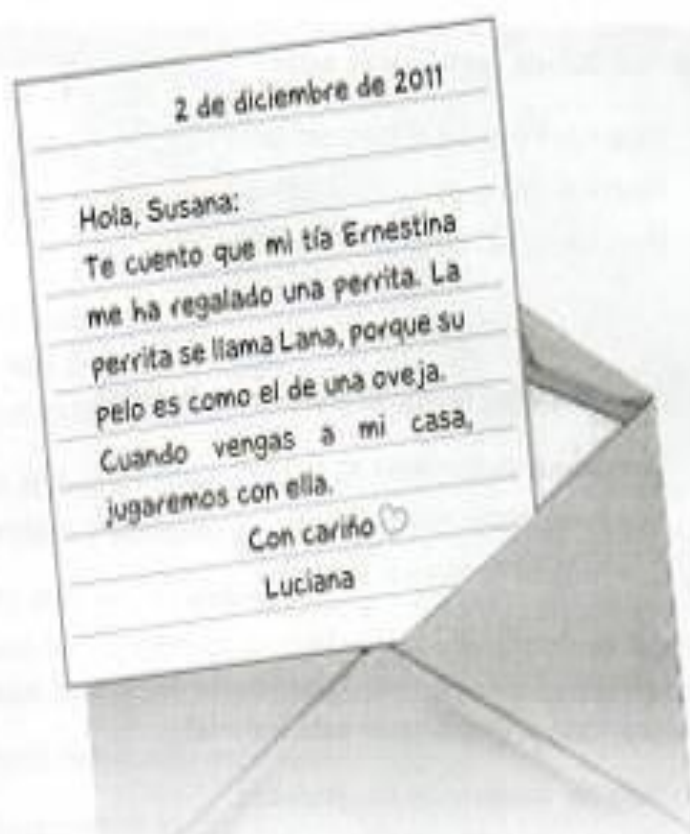 2 de diciembre de 2011
Hola, Susana:
Te cuento que mi tía Ernestina
me ha regalado una perrita. La
perrita se llama Lana, porque su
pelo es como el de una oveja.
Cuando vengas a mi casa,
jugaremos con ella.
Con cariño
Luciana